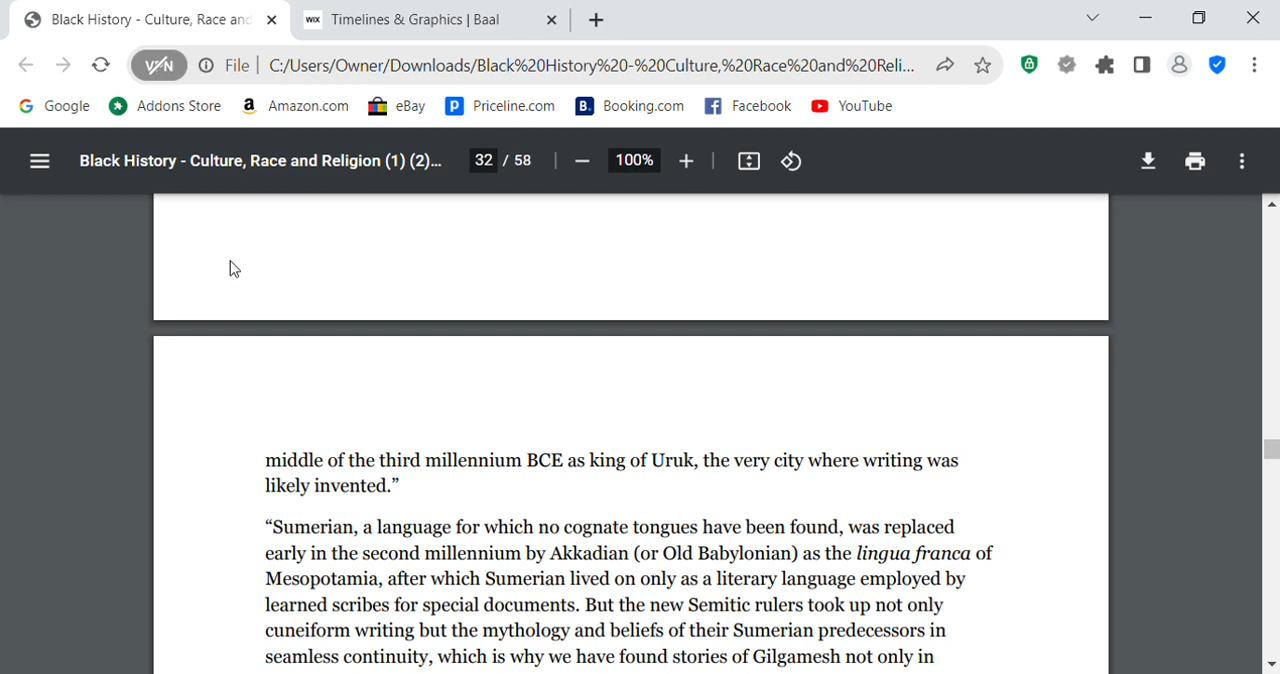 Black History - Culture, Race and
WIX Timelines & Graphics | Baal
VPN File C:/Users/Owner/Downloads/Black%20History%20-%20Culture,%20Race%20and%20Reli...
Google Addons Store Amazon.com eBay Priceline.com Booking.com Facebook YouTube
Black History - Culture, Race and Religion (1) (2)... 32 / 58 100%
middle of the third millennium BCE as king of Uruk, the very city where writing was
likely invented.”
“Sumerian, a language for which no cognate tongues have been found, was replaced
early in the second millennium by Akkadian (or Old Babylonian) as the lingua franca of
Mesopotamia, after which Sumerian lived on only as a literary language employed by
learned scribes for special documents. But the new Semitic rulers took up not only
cuneiform writing but the mythology and beliefs of their Sumerian predecessors in
seamless continuity, which is why we have found stories of Gilgamesh not only in